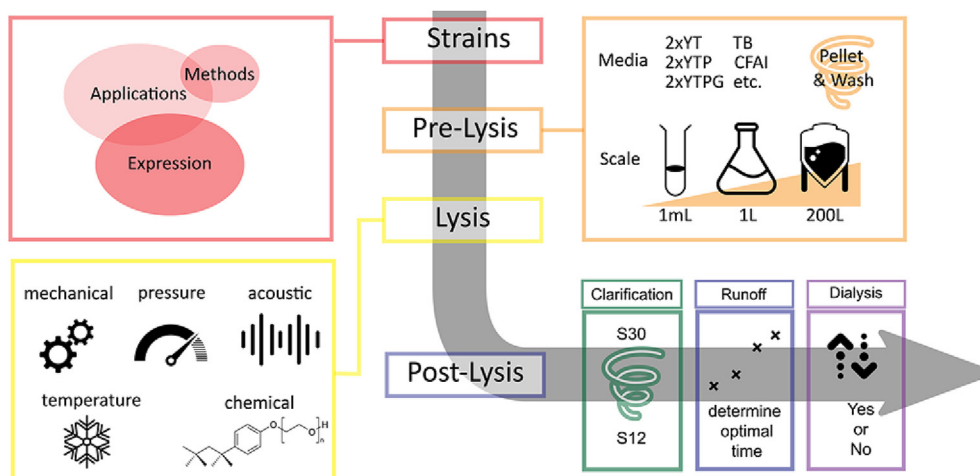 Strains
Methods
Applications
Expression
Pre-Lysis
Media
2xYT TB
2xYTP CFAI
2xYTPG etc.
Pellet
& Wash
Scale
1mL 1L 200L
Lysis
mechanical pressure acoustic
temperature chemical
O O H
n
Post-Lysis
Clarification
S30
S12
Runoff
determine
optimal
time
Dialysis
Yes
or
No